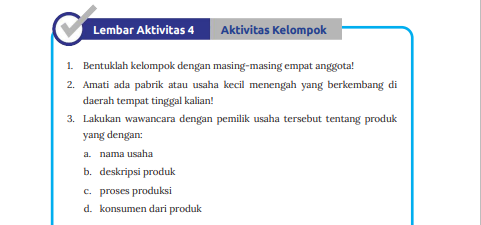 Lembar Aktivitas 4 Aktivitas Kelompok
1. Bentuklah kelompok dengan masing-masing empat anggota!
2. Amati ada pabrik atau usaha kecil menengah yang berkembang di
daerah tempat tinggal kalian!
3. Lakukan wawancara dengan pemilik usaha tersebut tentang produk
yang dengan:
a. nama usaha
b. deskripsi produk
c. proses produksi
d. konsumen dari produk